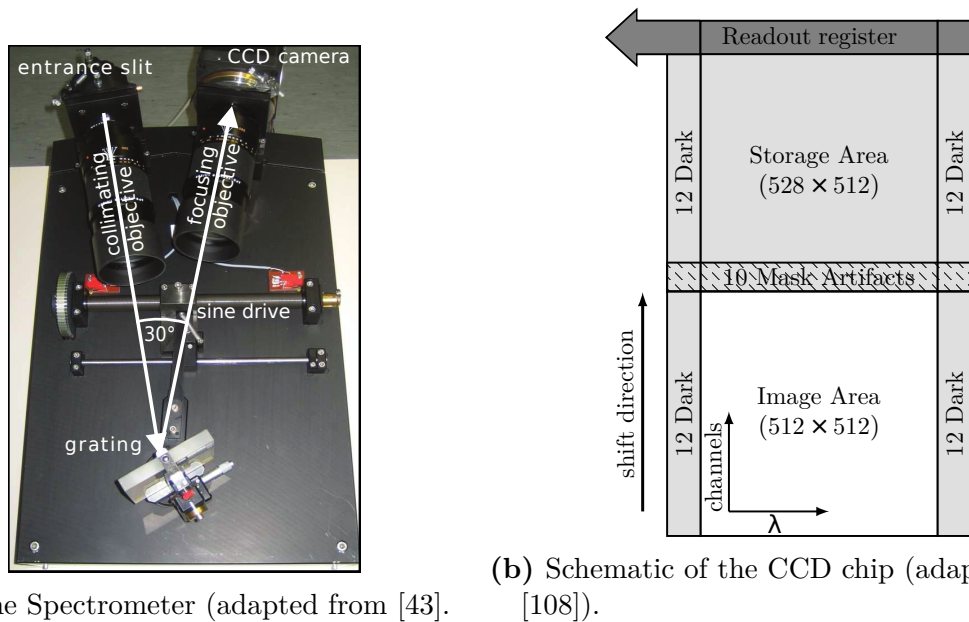 entrance slit
CCD camera
collimating
objective
focusing
objective
sine drive
30°
grating
Readout register
12 Dark
Storage Area
(528 × 512)
12 Dark
10 Mask Artifacts
shift direction
12 Dark
channels
Image Area
(512 × 512)
λ
12 Dark
ne Spectrometer (adapted from [43].
(b) Schematic of the CCD chip (adap
[108]).